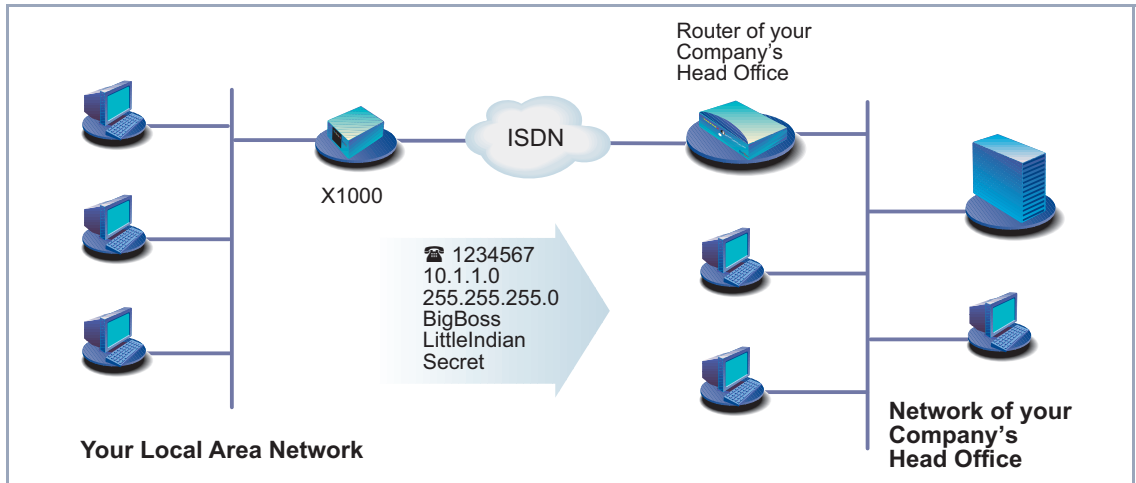 Router of your
Company's
Head Office
ISDN
X1000
☎ 1234567
10.1.1.0
255.255.255.0
BigBoss
LittleIndian
Secret
Your Local Area Network
Network of your
Company's
Head Office